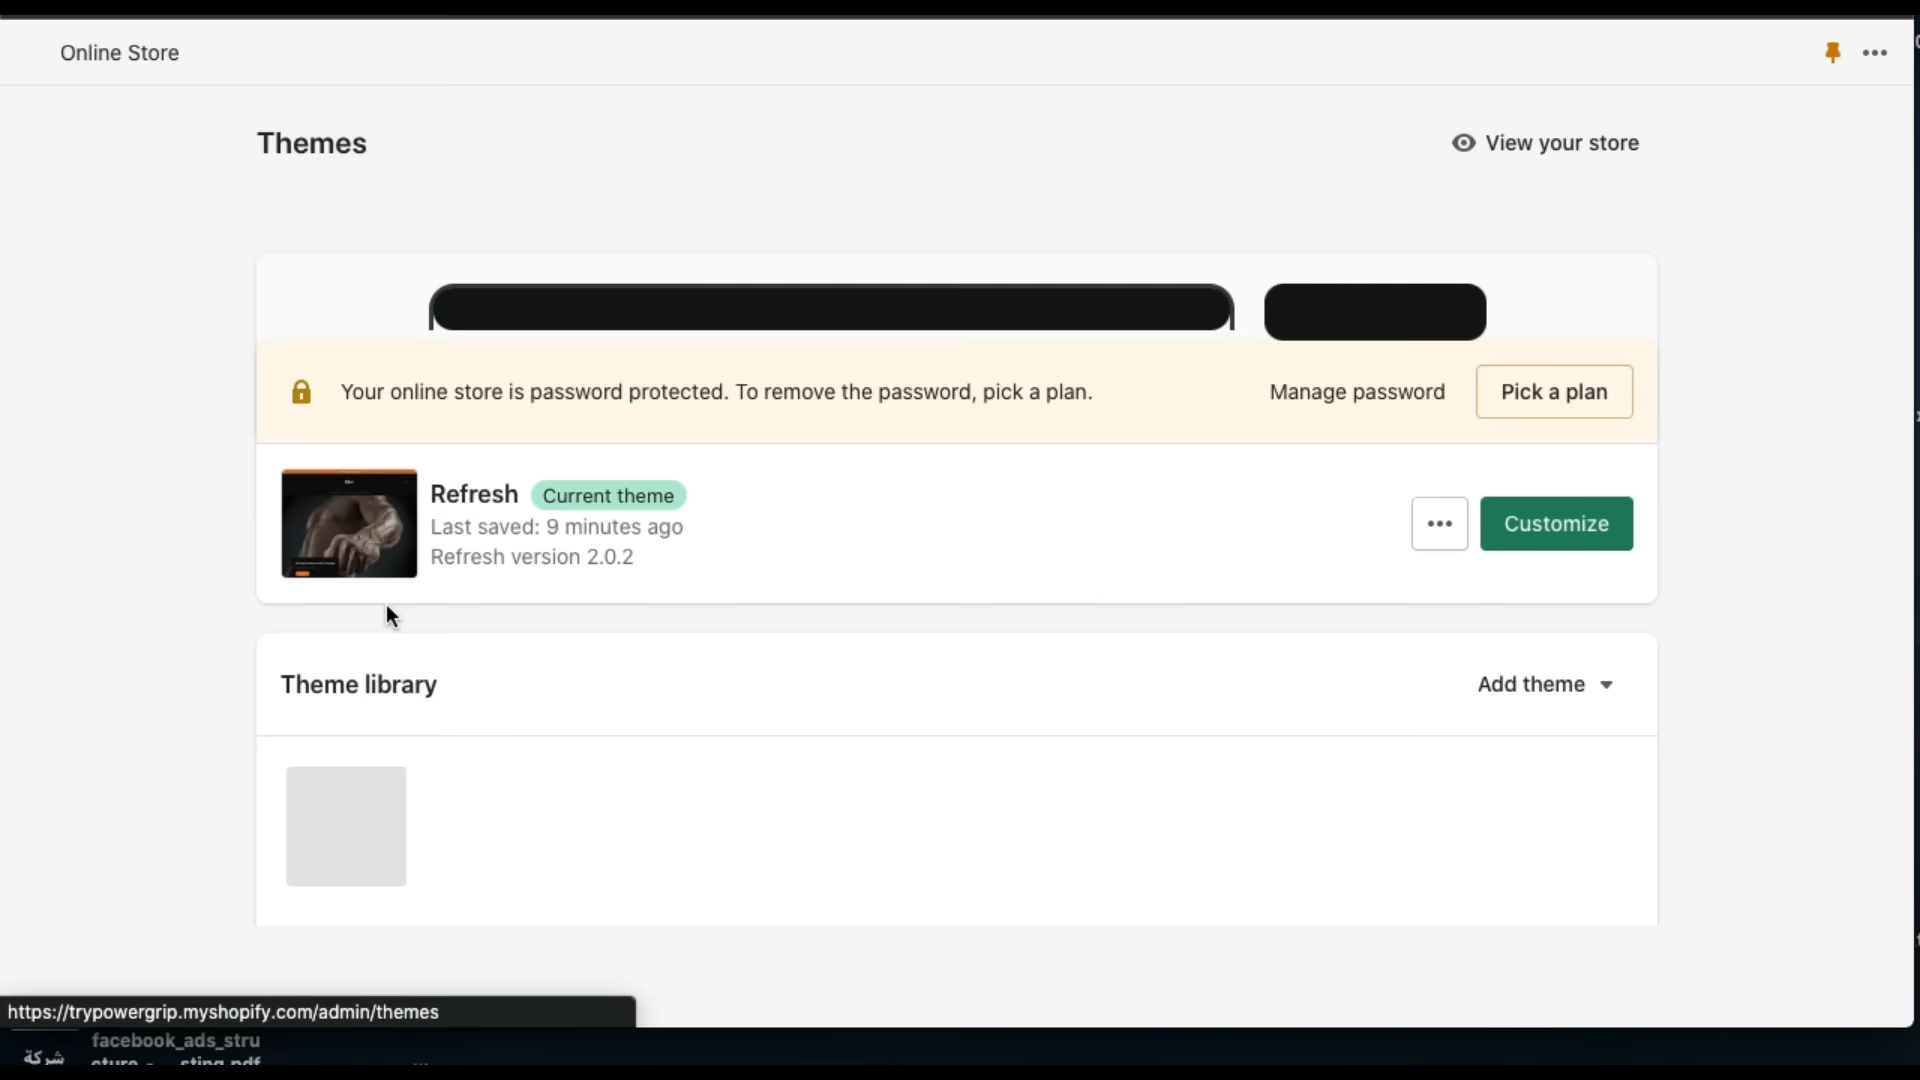 Online Store
Themes
View your store
Your online store is password protected. To remove the password, pick a plan.
Manage password
Pick a plan
Refresh
Current theme
Last saved: 9 minutes ago
Refresh version 2.0.2
Customize
Theme library
Add theme
https://trypowergrip.myshopify.com/admin/themes
facebook_ads_stru
شركة